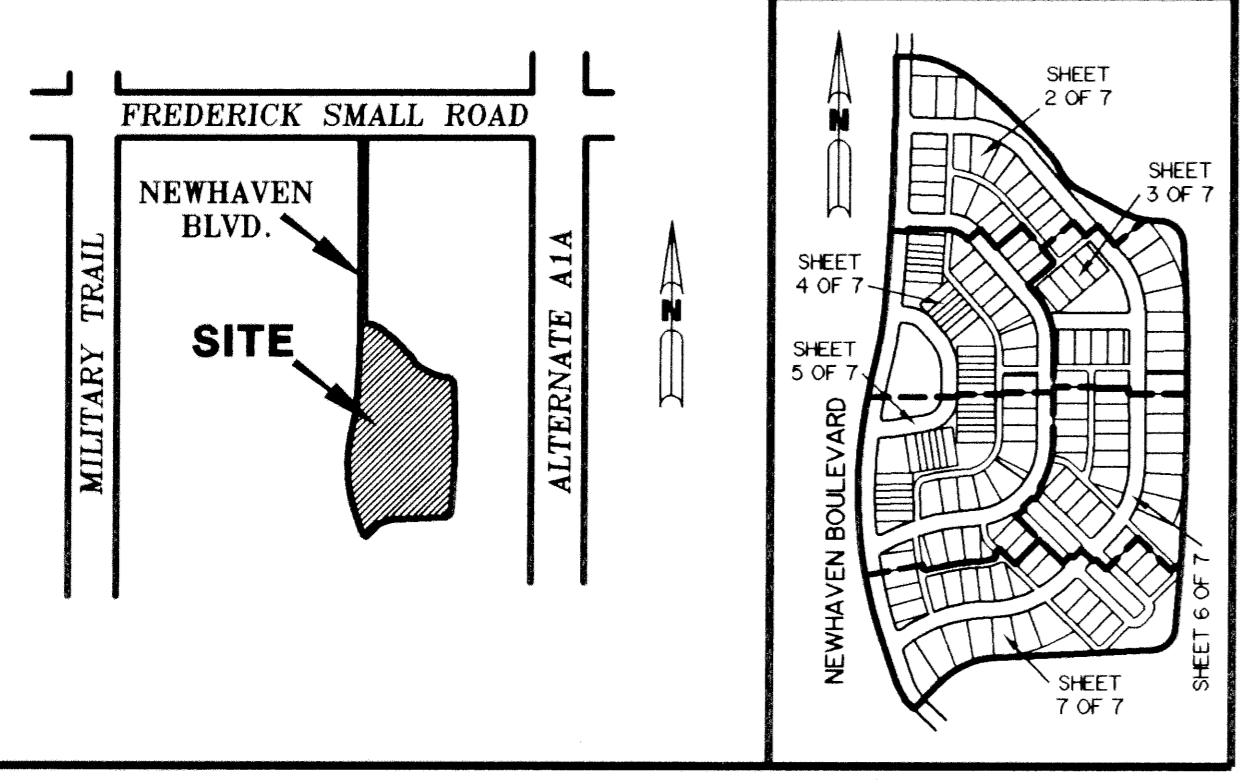 FREDERICK SMALL ROAD
NEWHAVEN
BLVD.
MILITARY TRAIL
SITE
ALTERNATE A1A
N
N
SHEET
2 OF 7
SHEET
3 OF 7
SHEET
4 OF 7
SHEET
5 OF 7
NEWHAVEN BOULEVARD
SHEET 6 OF 7
SHEET
7 OF 7